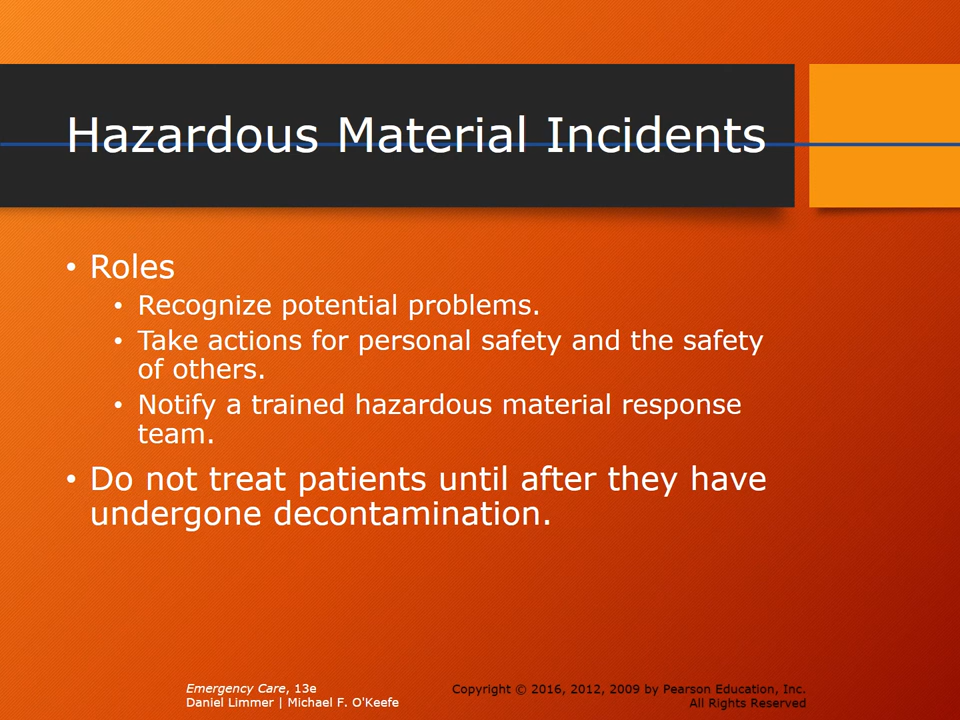 Hazardous Material Incidents
• Roles
• Recognize potential problems.
• Take actions for personal safety and the safety
of others.
• Notify a trained hazardous material response
team.
• Do not treat patients until after they have
undergone decontamination.
Emergency Care, 13e
Daniel Limmer | Michael F. O'Keefe
Copyright © 2016, 2012, 2009 by Pearson Education, Inc.
All Rights Reserved